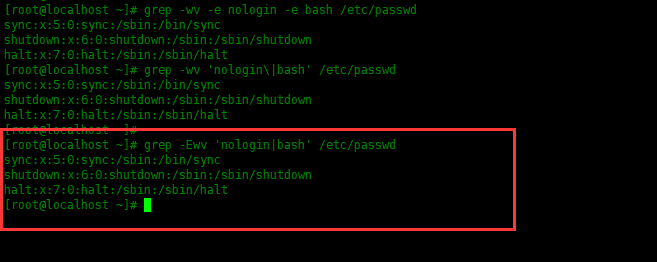 [root@localhost ~]# grep -wv -e nologin -e bash /etc/passwd
sync:x:5:0:sync:/sbin:/bin/sync
shutdown:x:6:0:shutdown:/sbin:/sbin/shutdown
halt:x:7:0:halt:/sbin:/sbin/halt
[root@localhost ~]# grep -wv 'nologin\|bash' /etc/passwd
sync:x:5:0:sync:/sbin:/bin/sync
shutdown:x:6:0:shutdown:/sbin:/sbin/shutdown
halt:x:7:0:halt:/sbin:/sbin/halt
[root@localhost ~]#
[root@localhost ~]# grep -Ewv 'nologin|bash' /etc/passwd
sync:x:5:0:sync:/sbin:/bin/sync
shutdown:x:6:0:shutdown:/sbin:/sbin/shutdown
halt:x:7:0:halt:/sbin:/sbin/halt
[root@localhost ~]#